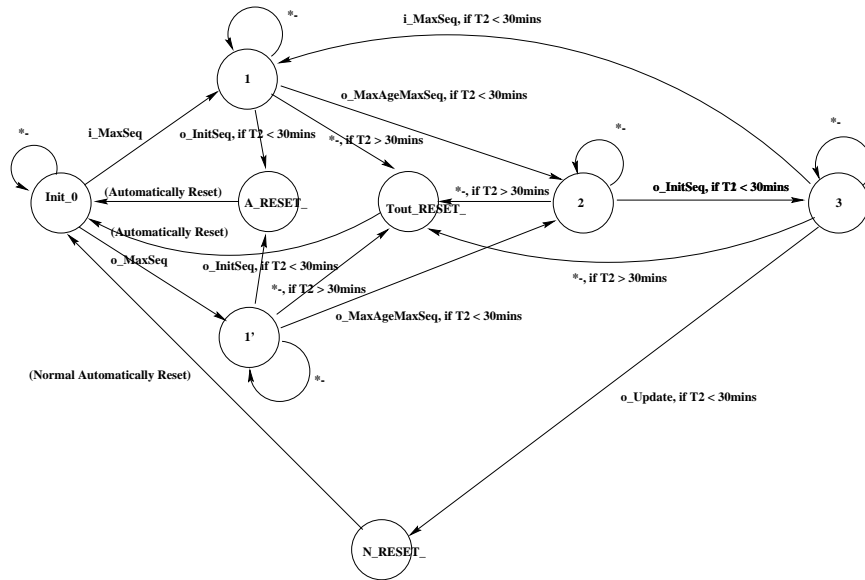 *-
i_MaxSeq, if T2 < 30mins
1
o_MaxAgeMaxSeq, if T2 < 30mins
i_MaxSeq
o_InitSeq, if T2 < 30mins
*-, if T2 > 30mins
*-
*-
*-
Init_0
(Automatically Reset)
A_RESET_
Tout_RESET_
*-, if T2 > 30mins
2
o_InitSeq, if T2 < 30mins
3
(Automatically Reset)
o_MaxSeq
o_InitSeq, if T2 < 30mins
*-, if T2 > 30mins
*-, if T2 > 30mins
o_MaxAgeMaxSeq, if T2 < 30mins
1'
*-
(Normal Automatically Reset)
o_Update, if T2 < 30mins
N_RESET_